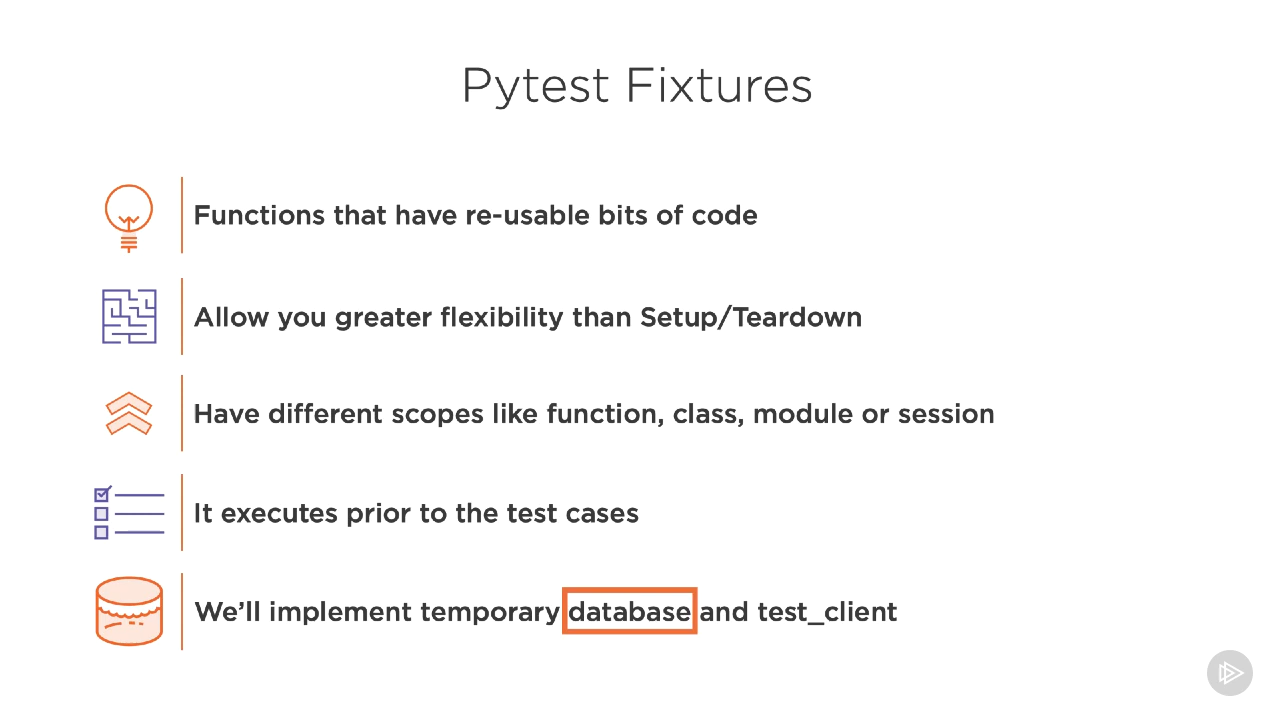 Pytest Fixtures
Functions that have re-usable bits of code
Allow you greater flexibility than Setup/Teardown
Have different scopes like function, class, module or session
It executes prior to the test cases
We’ll implement temporary database and test_client